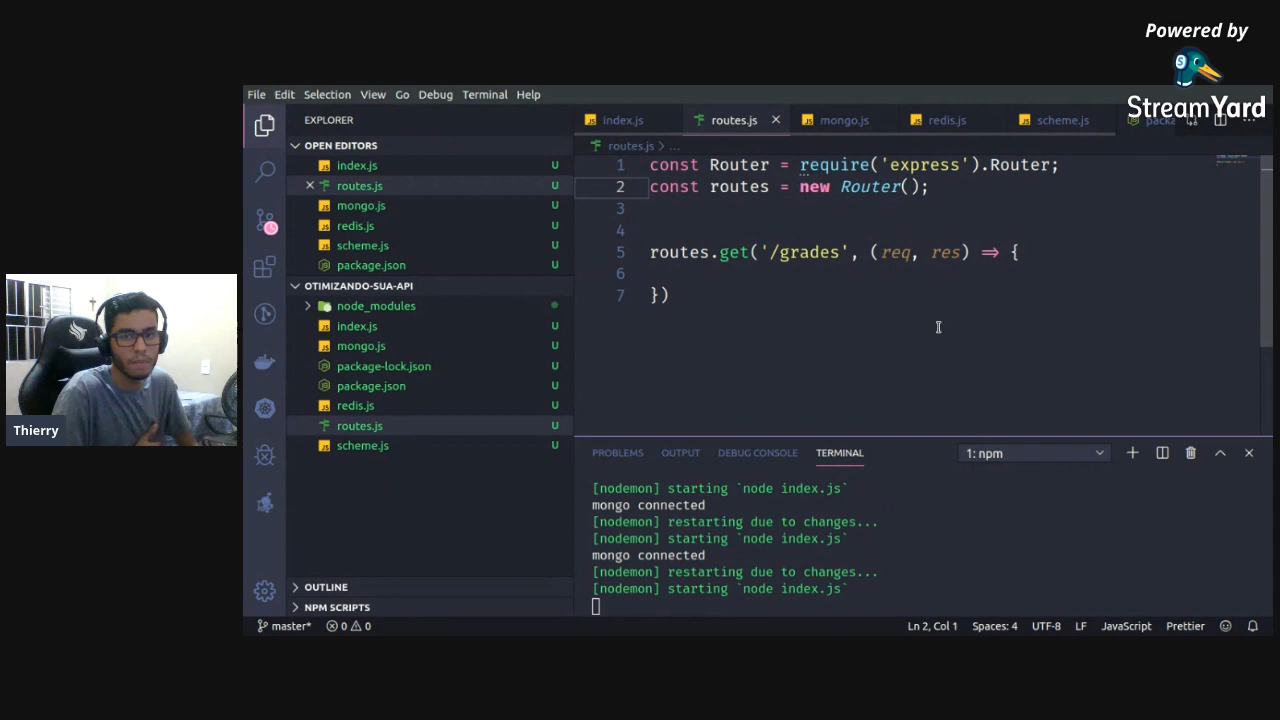 Powered by
StreamYard
File Edit Selection View Go Debug Terminal Help
EXPLORER
OPEN EDITORS
index.js U
routes.js U
mongo.js U
redis.js U
scheme.js U
package.json U
OTIMIZANDO-SUA-API
node_modules
index.js U
mongo.js U
package-lock.json U
package.json U
redis.js U
routes.js U
scheme.js U
OUTLINE
NPM SCRIPTS
index.js routes.js mongo.js redis.js scheme.js
routes.js > ...
1 const Router = require('express').Router;
2 const routes = new Router();
3
4
5 routes.get('/grades', (req, res) => {
6
7 })
PROBLEMS OUTPUT DEBUG CONSOLE TERMINAL 1: npm
[nodemon] starting `node index.js`
mongo connected
[nodemon] restarting due to changes...
[nodemon] starting `node index.js`
mongo connected
[nodemon] restarting due to changes...
[nodemon] starting `node index.js`
master* 0 0 Ln 2, Col 1 Spaces: 4 UTF-8 LF JavaScript Prettier
Thierry